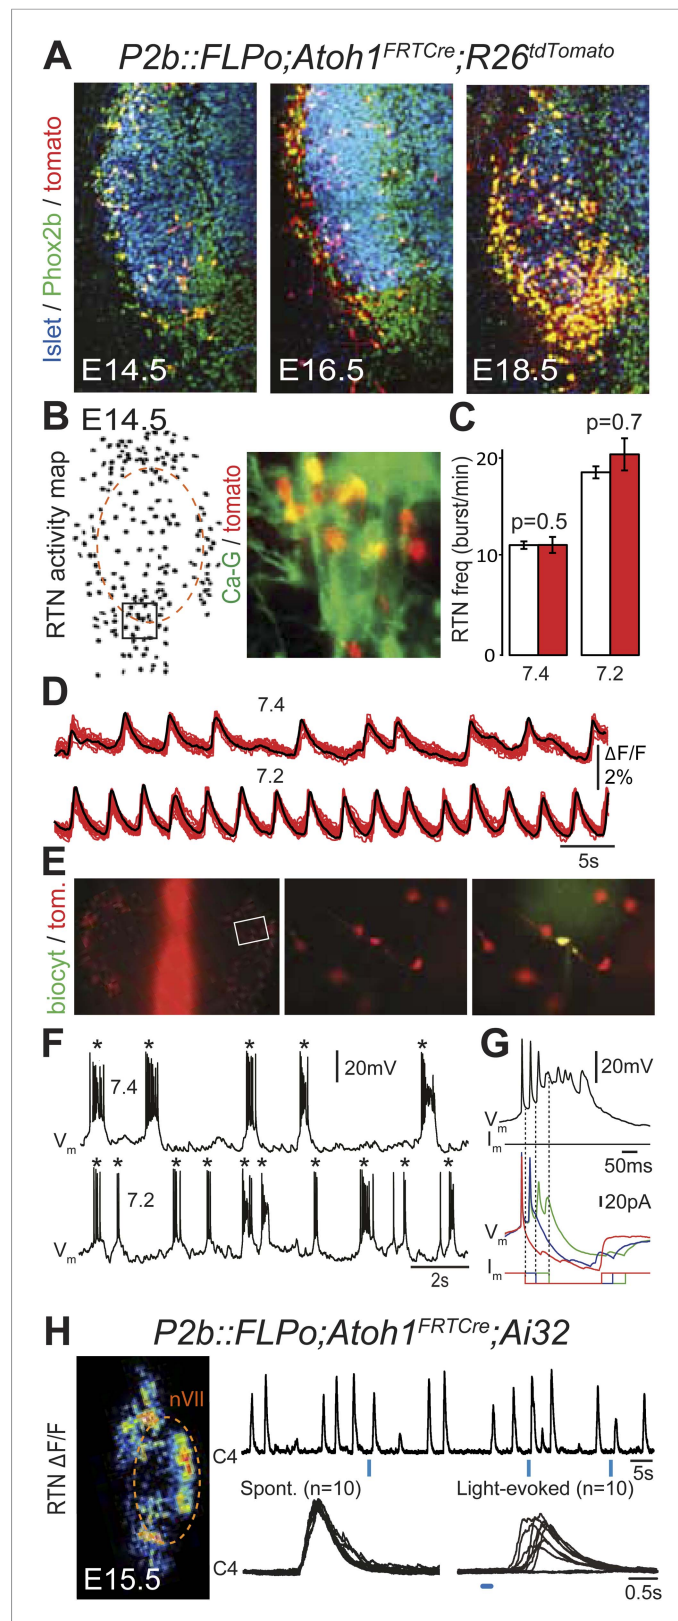 A
P2b::FLPo;Atoh1FRTCre;R26tdTomato
Islet / Phox2b / tomato
E14.5
E16.5
E18.5
B
E14.5
RTN activity map
Ca-G / tomato
C
RTN freq (burst/min)
20
10
0
p=0.5
p=0.7
7.4
7.2
D
7.4
7.2
ΔF/F
2%
5s
E
biocyt / tom.
F
* * * * *
7.4
20mV
Vm
* * * * * * * * * *
7.2
Vm
2s
G
20mV
Vm
Im
50ms
20pA
Vm
Im
H
P2b::FLPo;Atoh1FRTCre;Ai32
RTN ΔF/F
nVII
E15.5
C4
5s
Spont. (n=10)
Light-evoked (n=10)
C4
0.5s